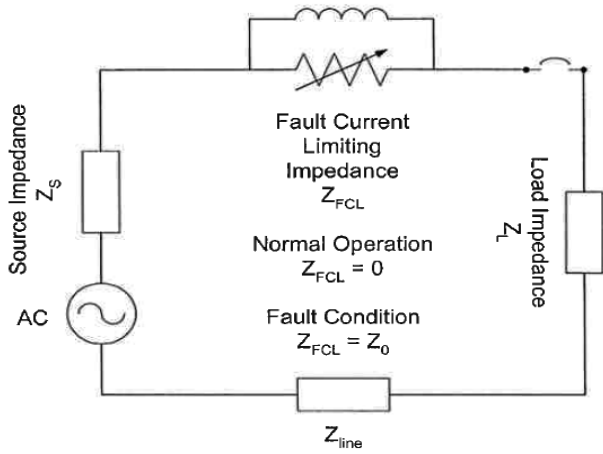 Fault Current
Limiting
Impedance
Z_FCL
Normal Operation
Z_FCL = 0
Fault Condition
Z_FCL = Z_0
Source Impedance
Z_S
AC
Load Impedance
Z_L
Z_line